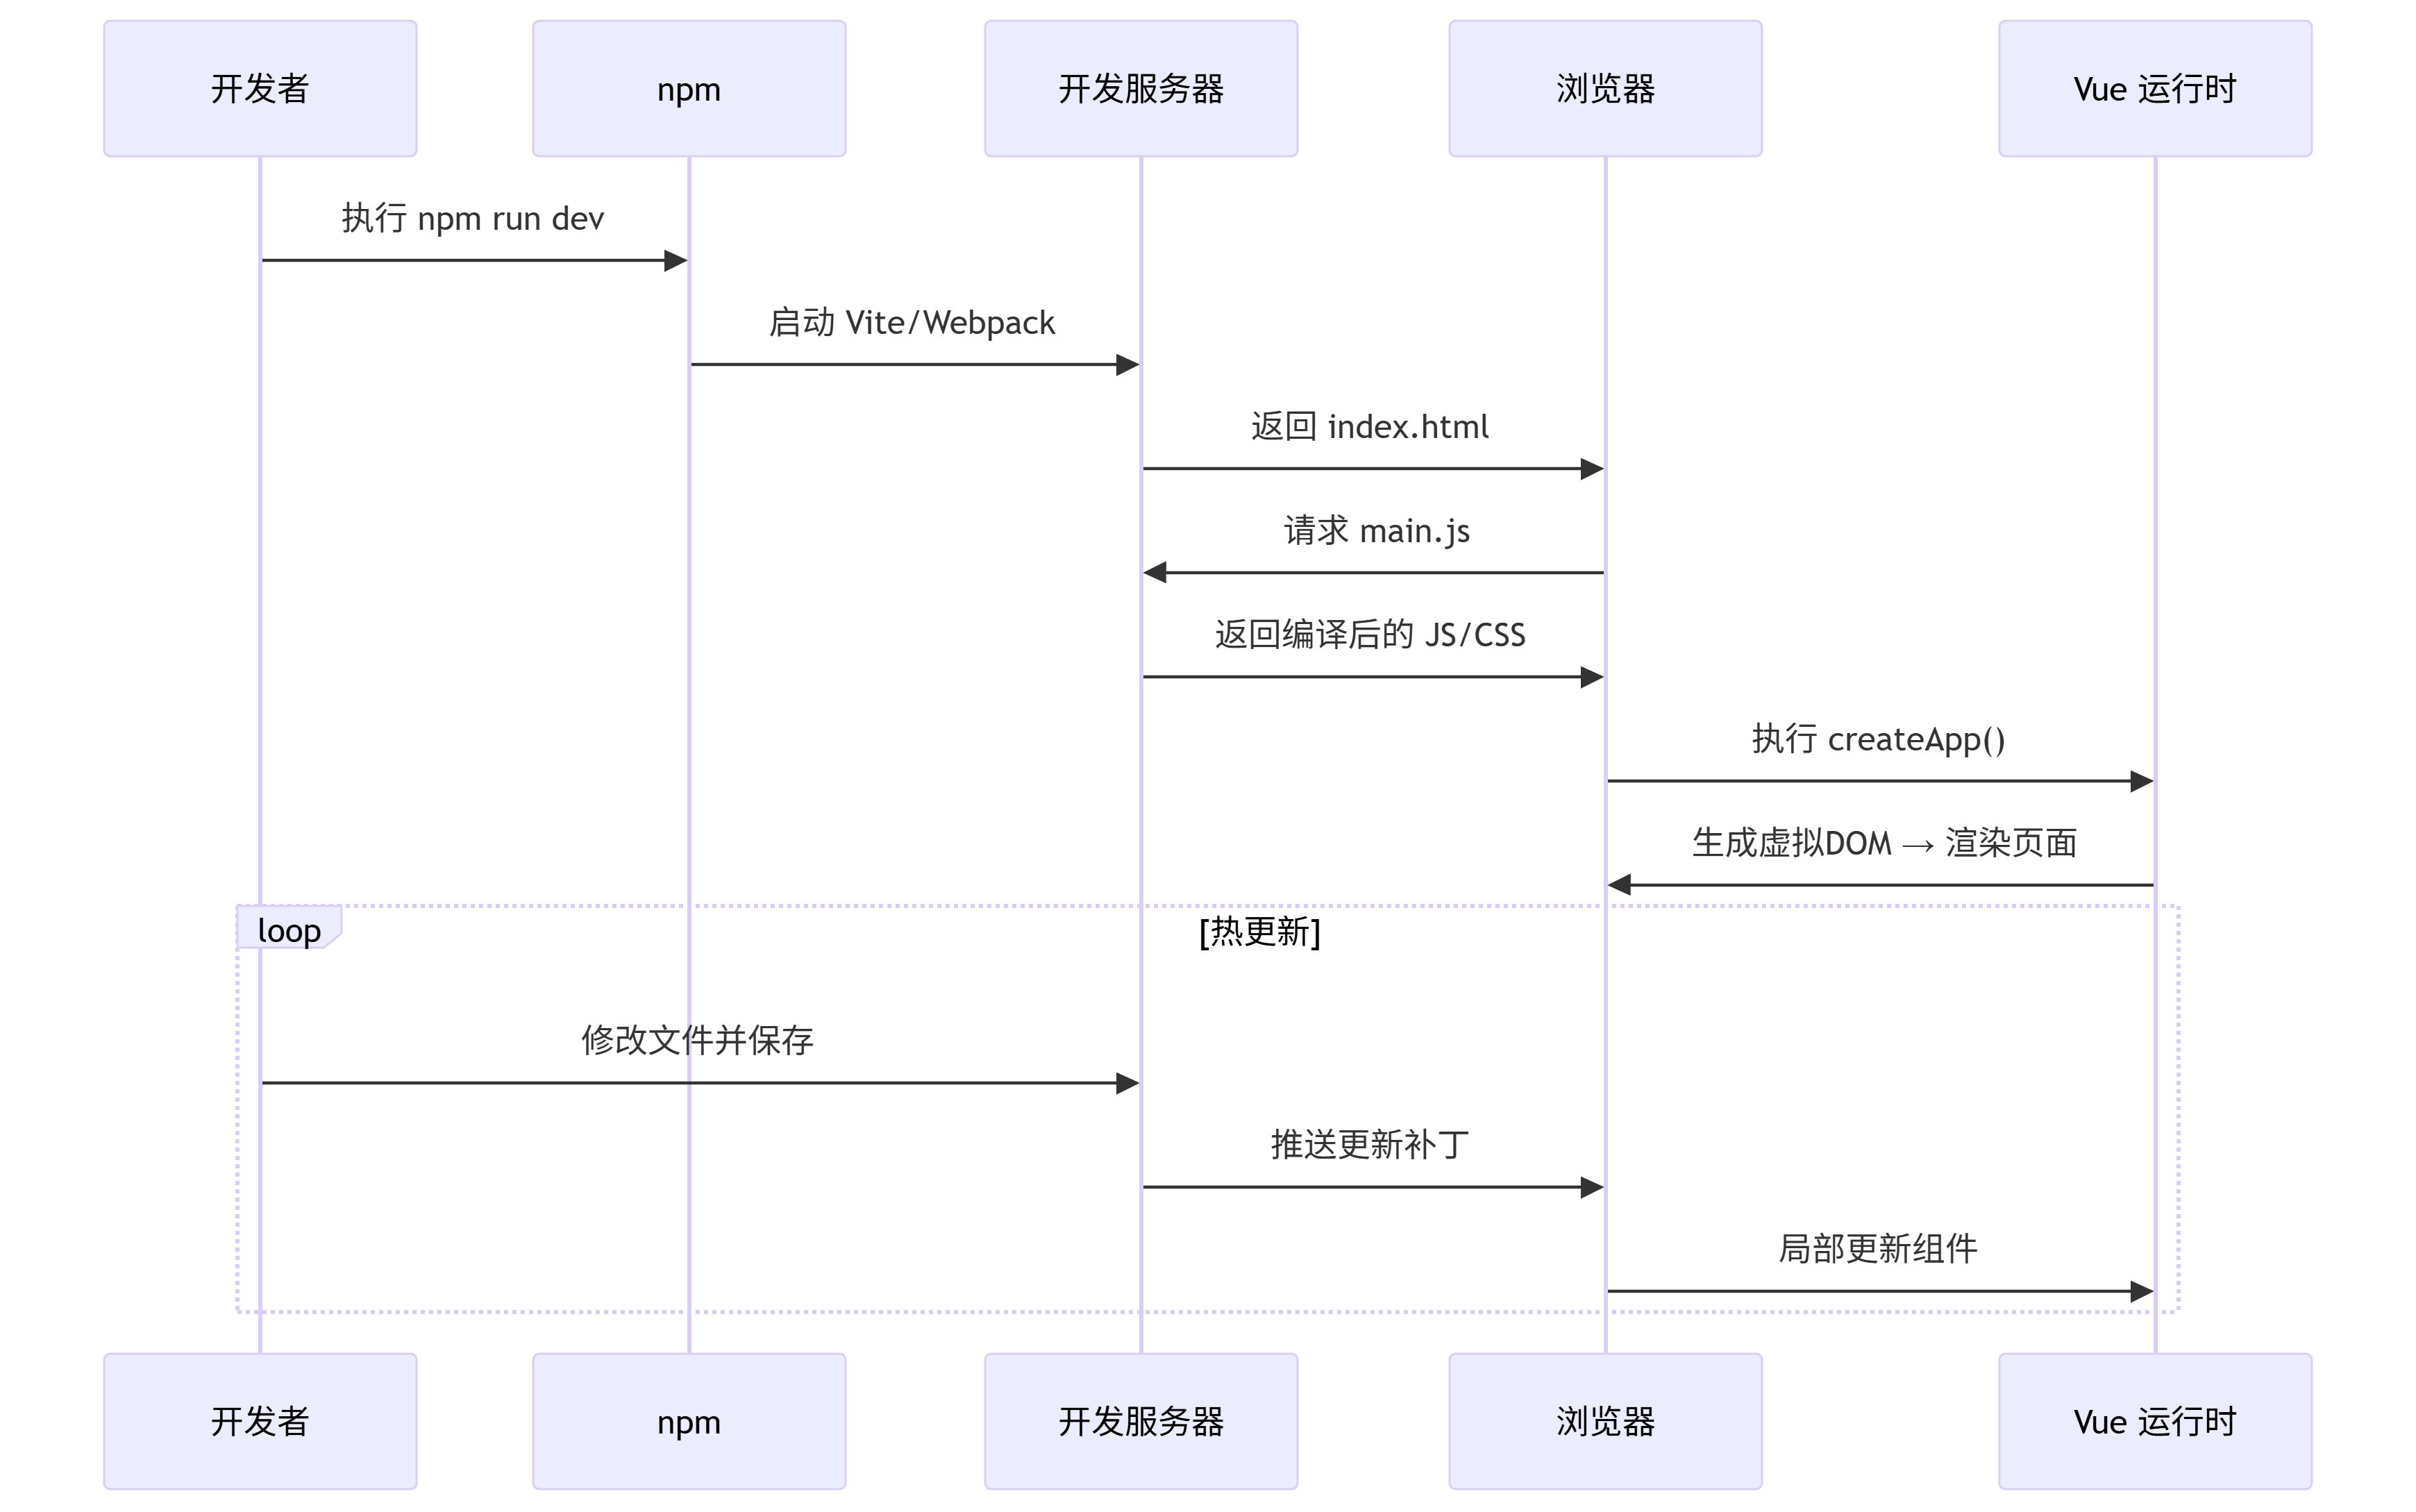 开发者
npm
开发服务器
浏览器
Vue 运行时
执行 npm run dev
启动 Vite/Webpack
返回 index.html
请求 main.js
返回编译后的 JS/CSS
执行 createApp()
生成虚拟DOM → 渲染页面
loop
[热更新]
修改文件并保存
推送更新补丁
局部更新组件
开发者
npm
开发服务器
浏览器
Vue 运行时